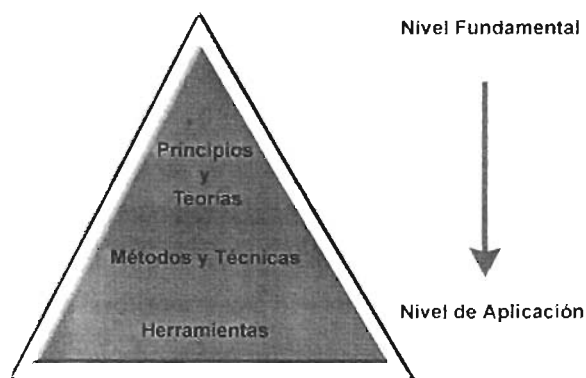 Nivel Fundamental
Principios
y
Teorías
Métodos y Técnicas
Herramientas
Nivel de Aplicación